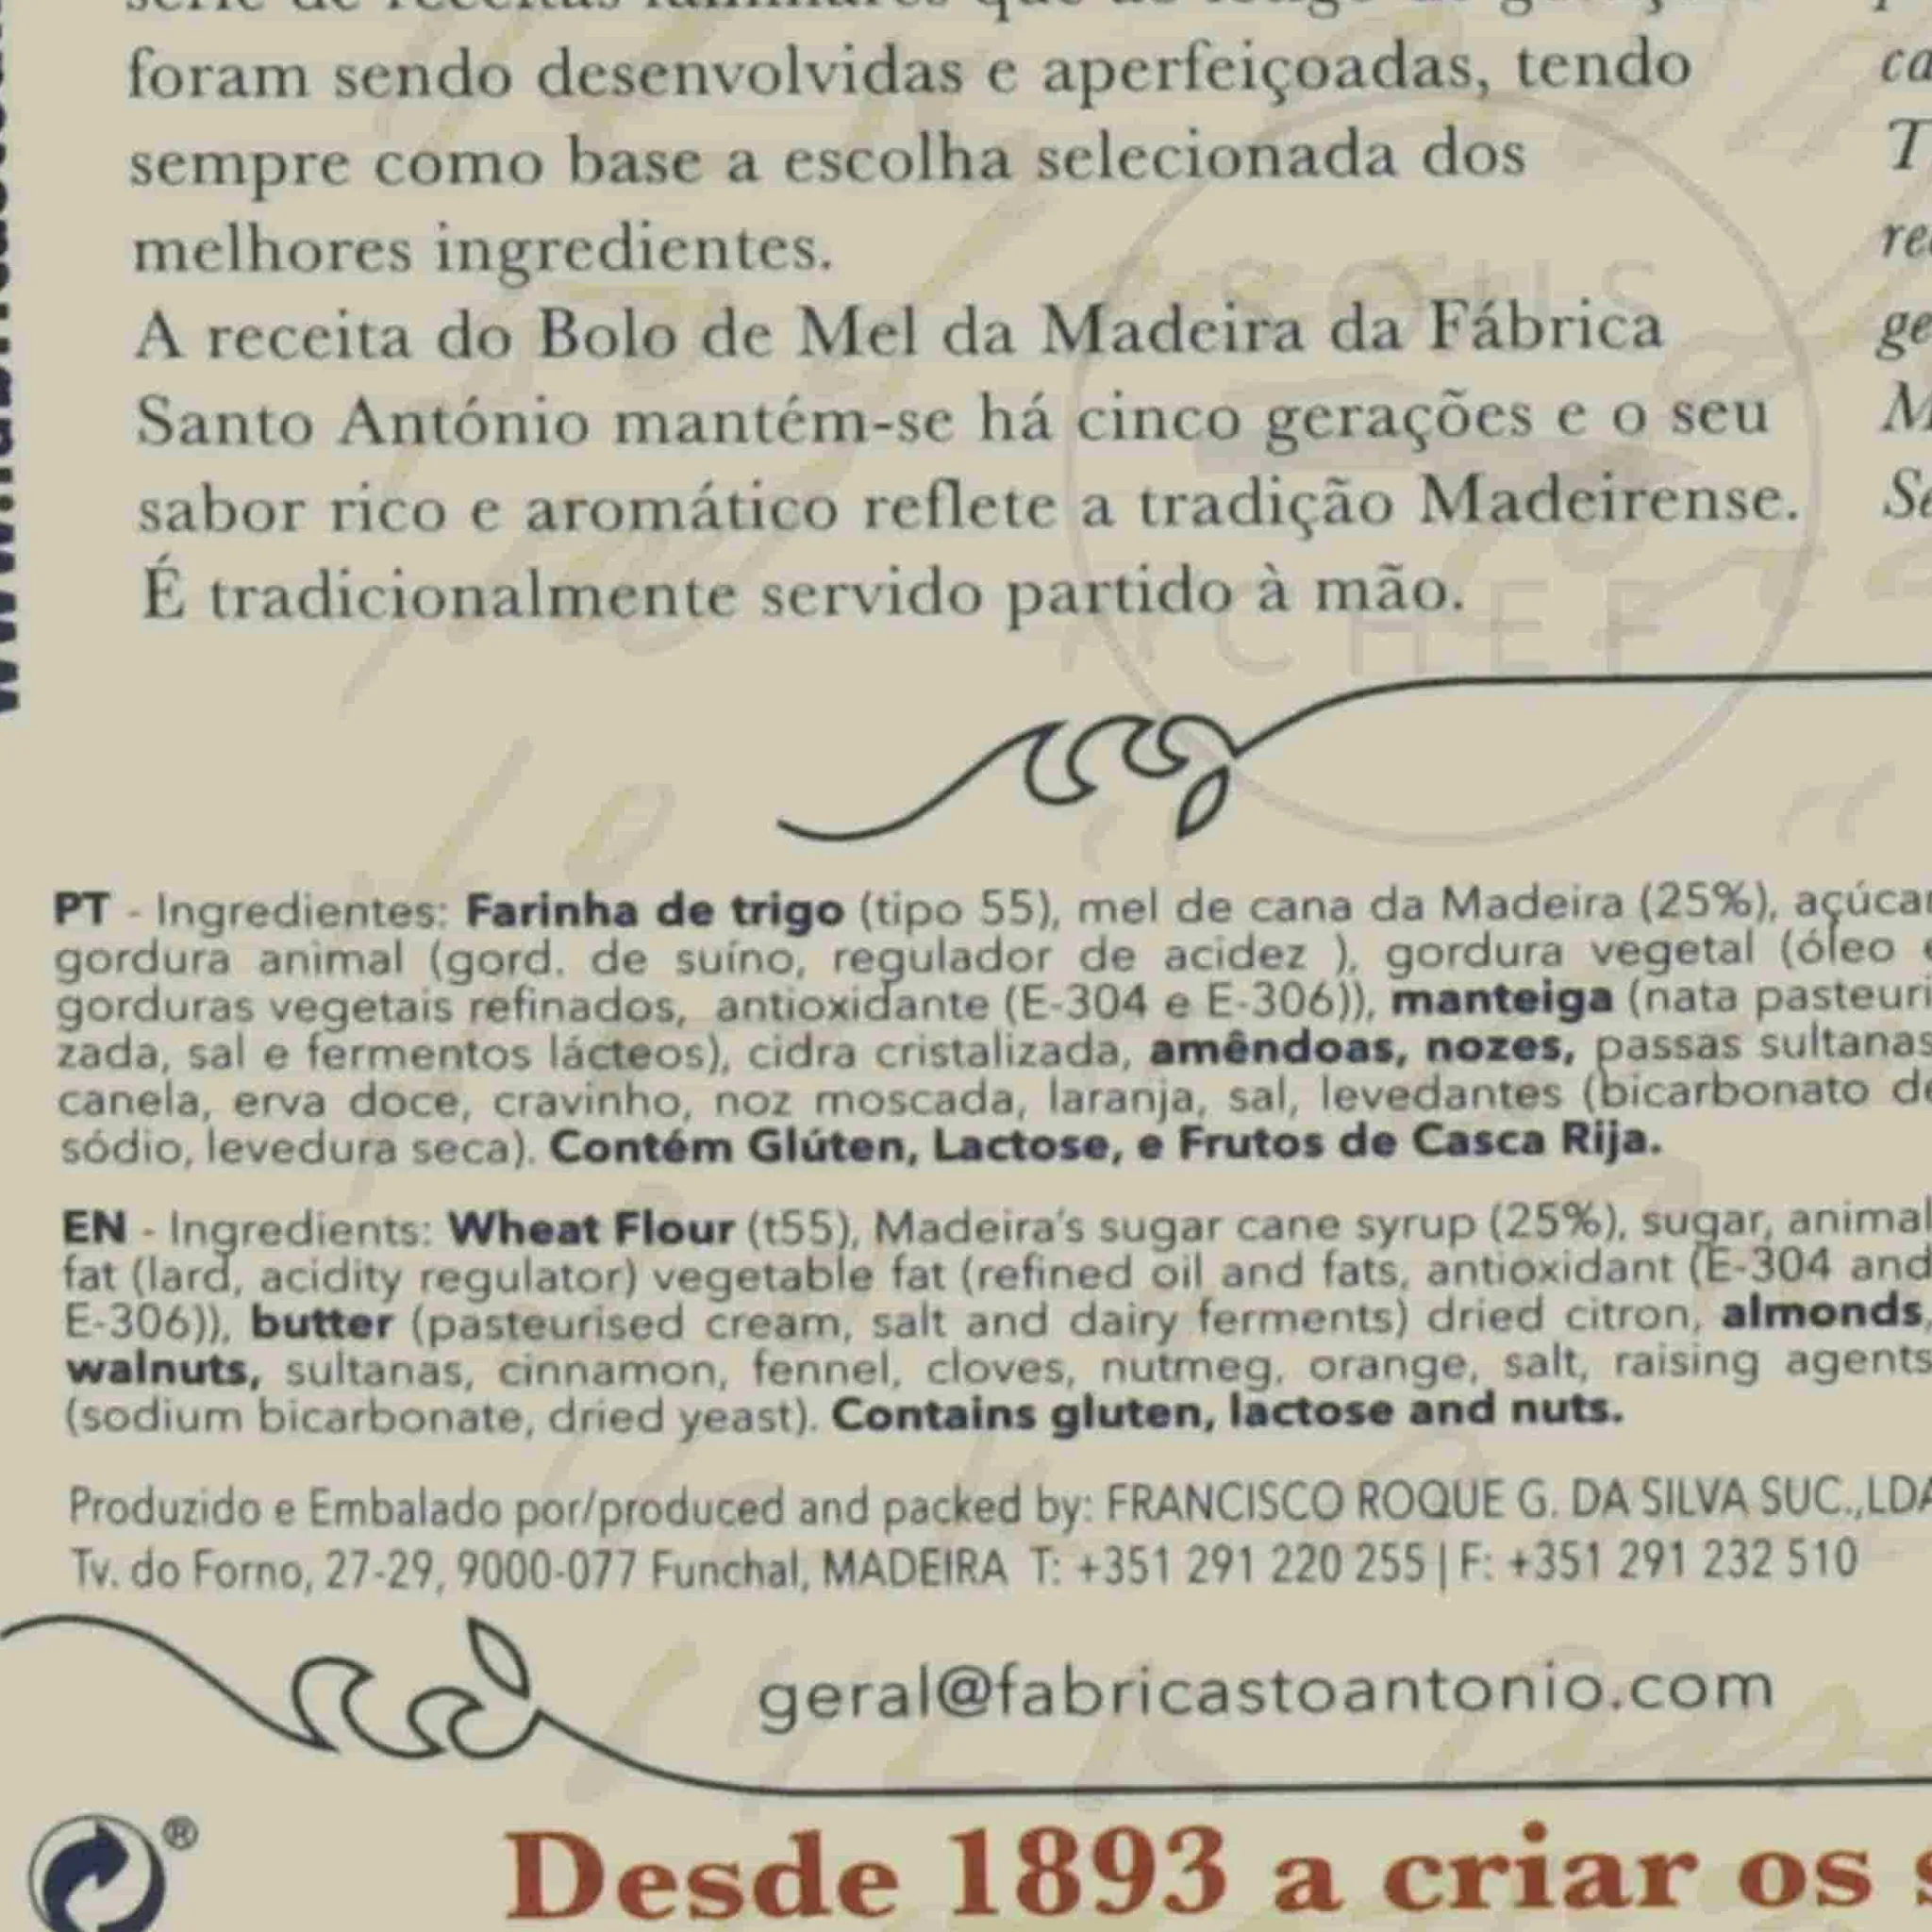 foram sendo desenvolvidas e aperfeiçoadas, tendo
sempre como base a escolha selecionada dos
melhores ingredientes.
A receita do Bolo de Mel da Madeira da Fábrica
Santo António mantém-se há cinco gerações e o seu
sabor rico e aromático reflete a tradição Madeirense.
É tradicionalmente servido partido à mão.
SOUS
CHEF
PT - Ingredientes: Farinha de trigo (tipo 55), mel de cana da Madeira (25%), açúcar
gordura animal (gord. de suíno, regulador de acidez ), gordura vegetal (óleo e
gorduras vegetais refinados, antioxidante (E-304 e E-306)), manteiga (nata pasteuri
zada, sal e fermentos lácteos), cidra cristalizada, amêndoas, nozes, passas sultanas
canela, erva doce, cravinho, noz moscada, laranja, sal, levedantes (bicarbonato de
sódio, levedura seca). Contém Glúten, Lactose, e Frutos de Casca Rija.
EN - Ingredients: Wheat Flour (t55), Madeira's sugar cane syrup (25%), sugar, animal
fat (lard, acidity regulator) vegetable fat (refined oil and fats, antioxidant (E-304 and
E-306)), butter (pasteurised cream, salt and dairy ferments) dried citron, almonds,
walnuts, sultanas, cinnamon, fennel, cloves, nutmeg, orange, salt, raising agents
(sodium bicarbonate, dried yeast). Contains gluten, lactose and nuts.
Produzido e Embalado por/produced and packed by: FRANCISCO ROQUE G. DA SILVA SUC.,LDA
Tv. do Forno, 27-29, 9000-077 Funchal, MADEIRA T: +351 291 220 255 | F: +351 291 232 510
geral@fabricastoantonio.com
®
Desde 1893 a criar os